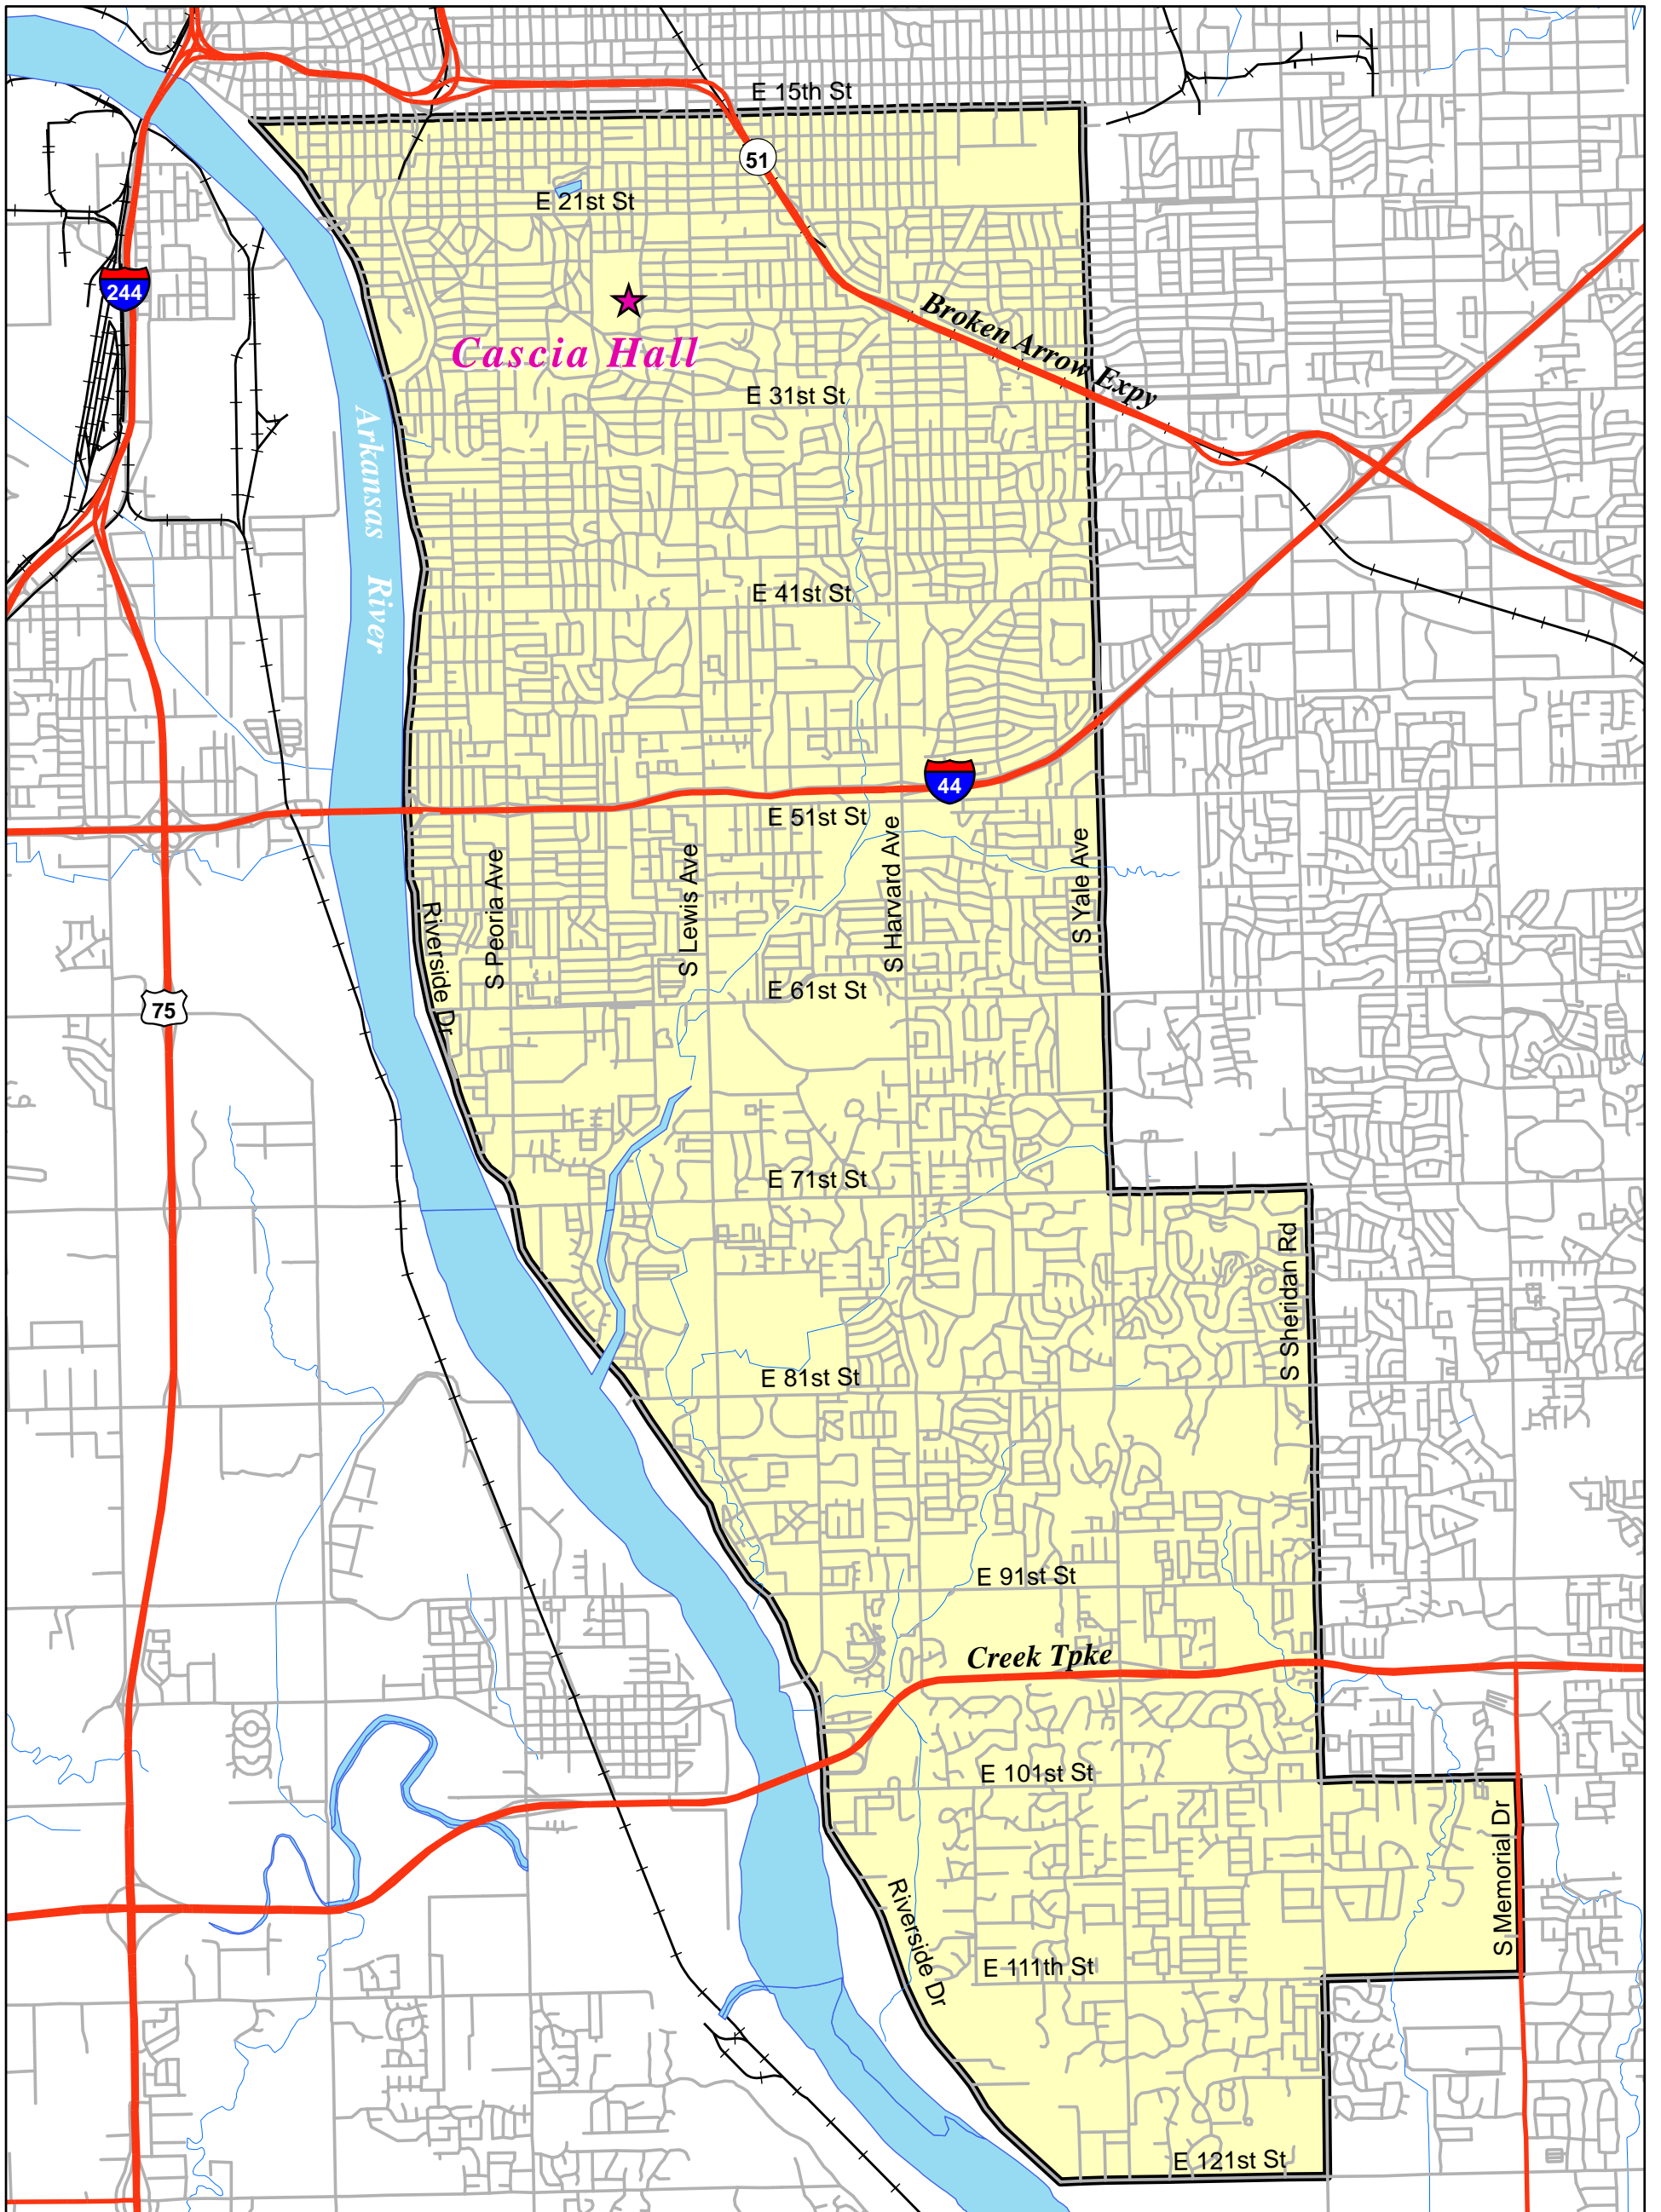 E 15th St
51
E 21st St
244
Broken Arrow Expy
Cascia Hall
E 31st St
Arkansas River
E 41st St
44
E 51st St
S Peoria Ave
S Lewis Ave
S Harvard Ave
S Yale Ave
Riverside Dr
E 61st St
75
E 71st St
S Sheridan Rd
E 81st St
E 91st St
Creek Tpke
E 101st St
S Memorial Dr
Riverside Dr
E 111th St
E 121st St